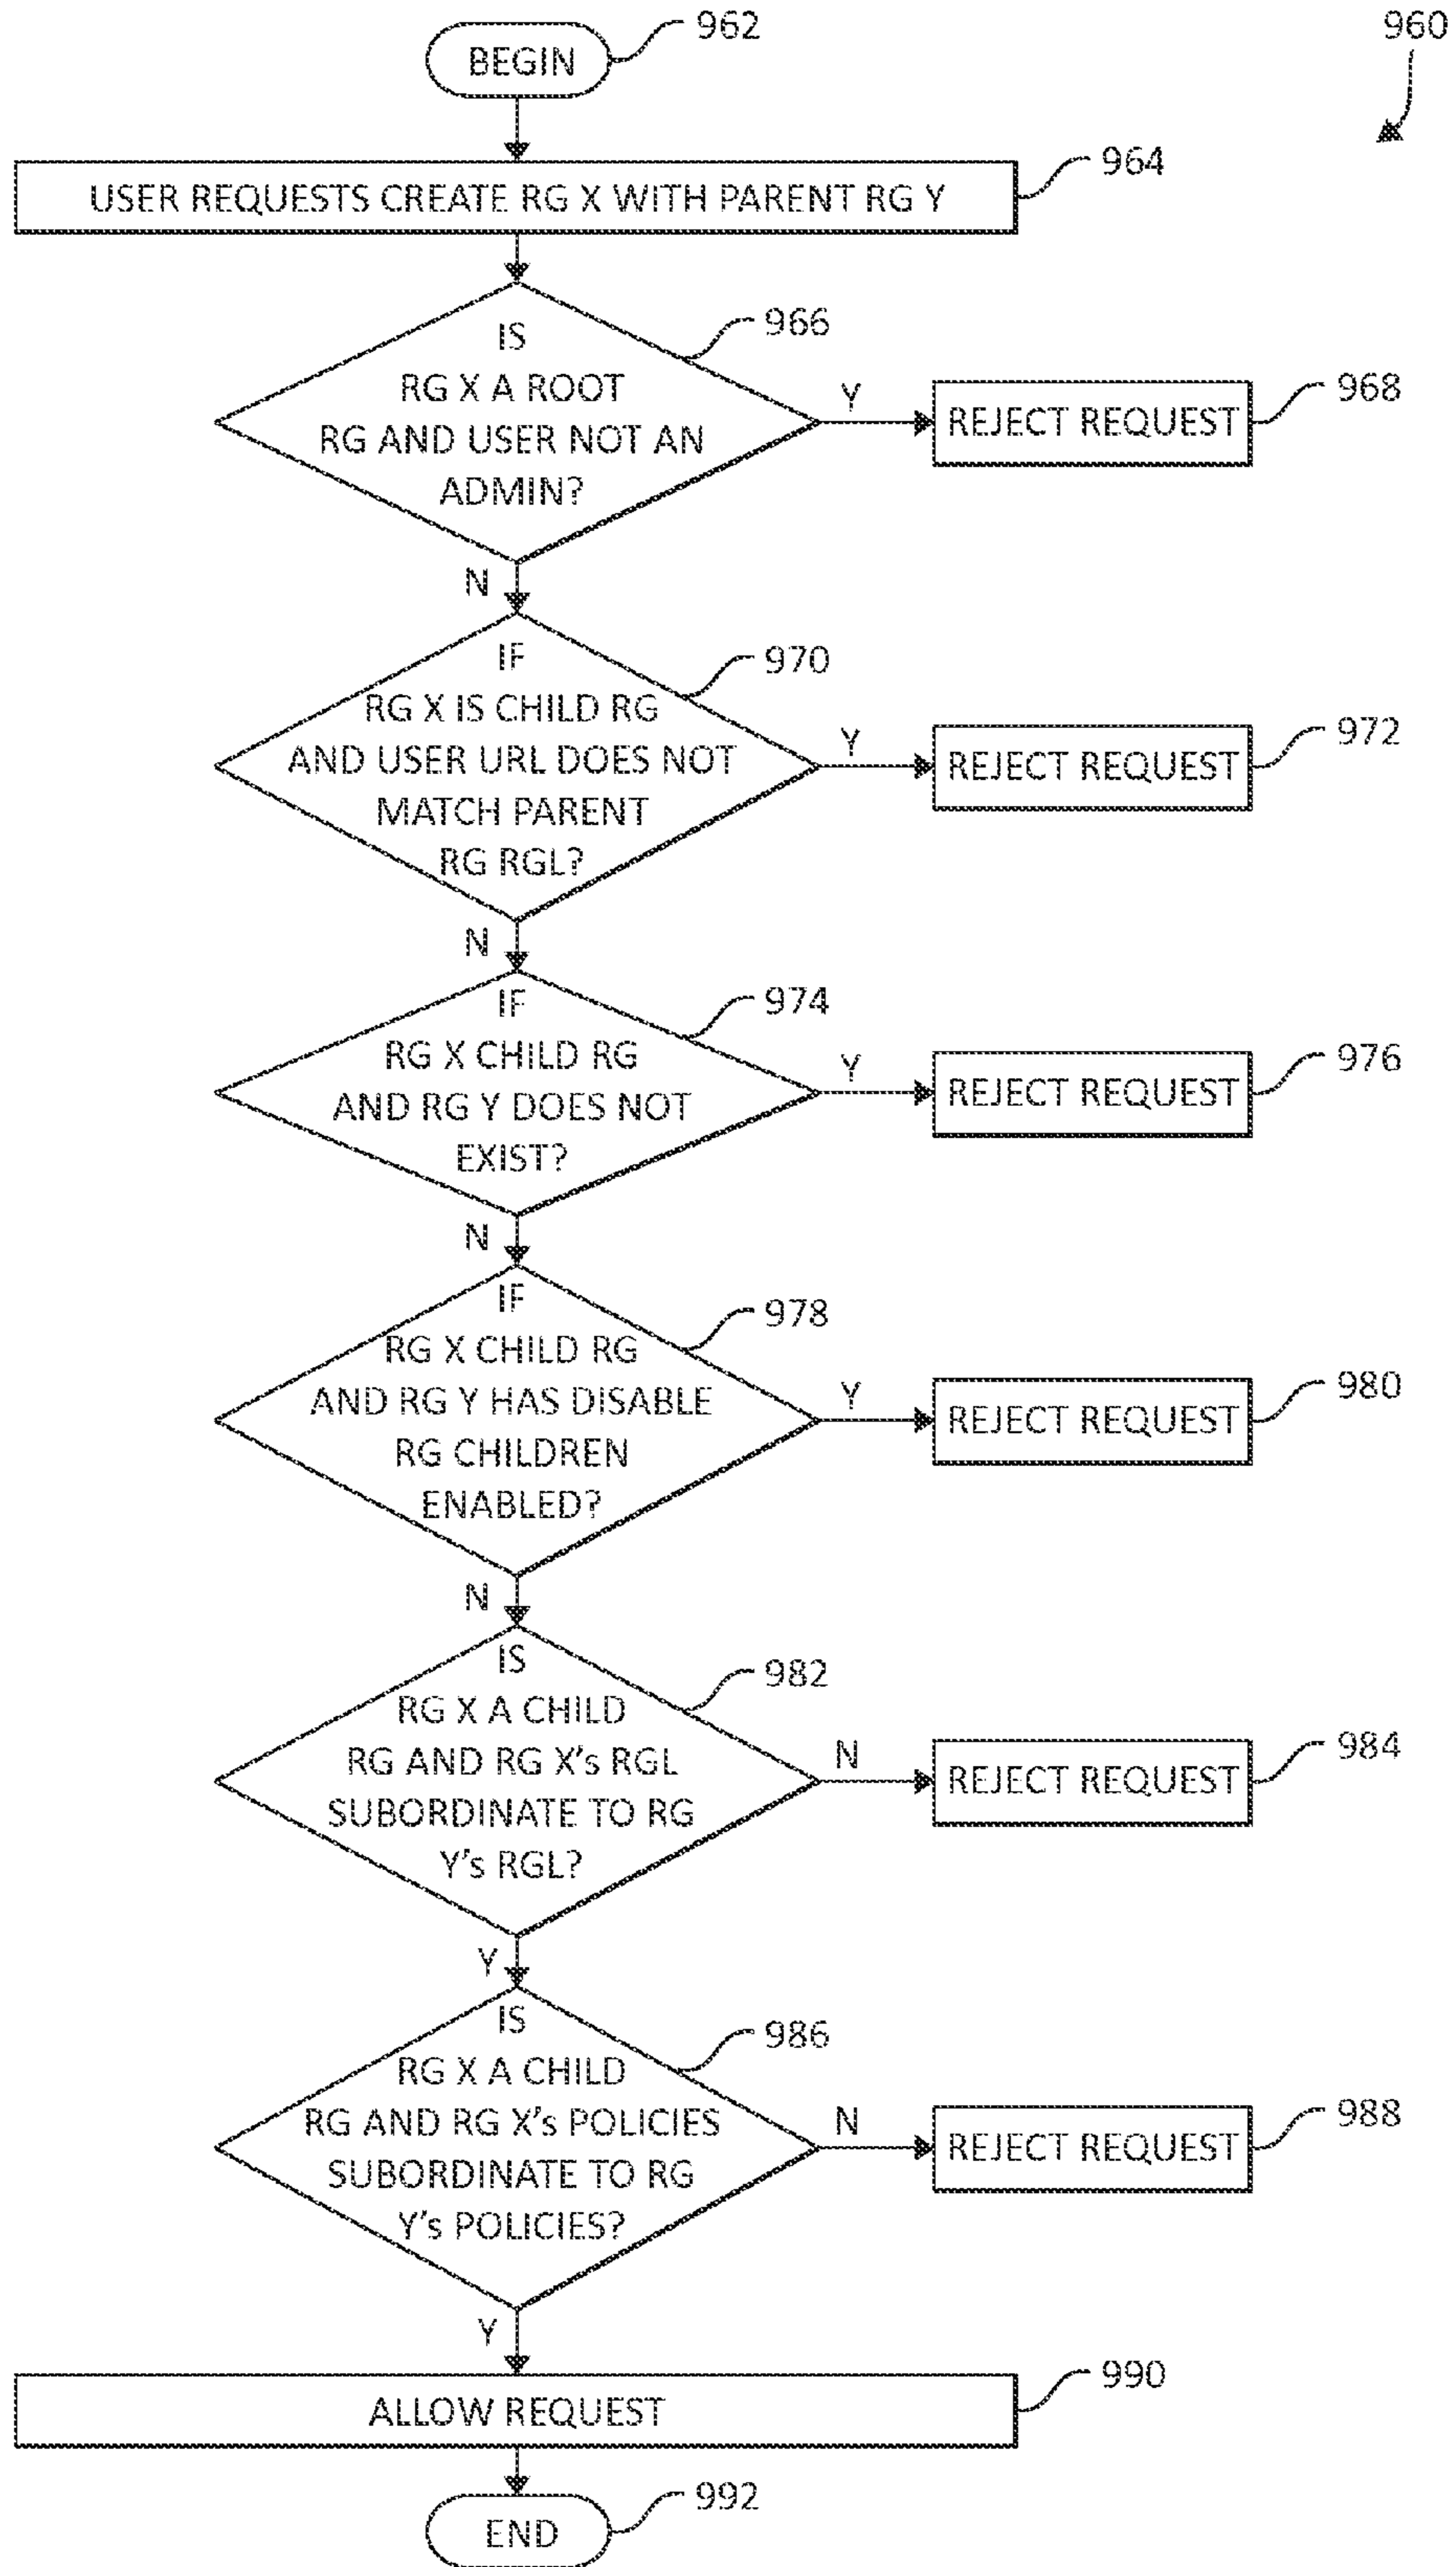 962
BEGIN
960
964
USER REQUESTS CREATE RG X WITH PARENT RG Y
966
IS
RG X A ROOT
RG AND USER NOT AN
ADMIN?
Y
REJECT REQUEST
968
N
970
IF
RG X IS CHILD RG
AND USER URL DOES NOT
MATCH PARENT
RG RGL?
Y
REJECT REQUEST
972
N
974
IF
RG X CHILD RG
AND RG Y DOES NOT
EXIST?
Y
REJECT REQUEST
976
N
978
IF
RG X CHILD RG
AND RG Y HAS DISABLE
RG CHILDREN
ENABLED?
Y
REJECT REQUEST
980
N
982
IS
RG X A CHILD
RG AND RG X's RGL
SUBORDINATE TO RG
Y's RGL?
N
REJECT REQUEST
984
Y
986
IS
RG X A CHILD
RG AND RG X's POLICIES
SUBORDINATE TO RG
Y's POLICIES?
N
REJECT REQUEST
988
Y
990
ALLOW REQUEST
992
END